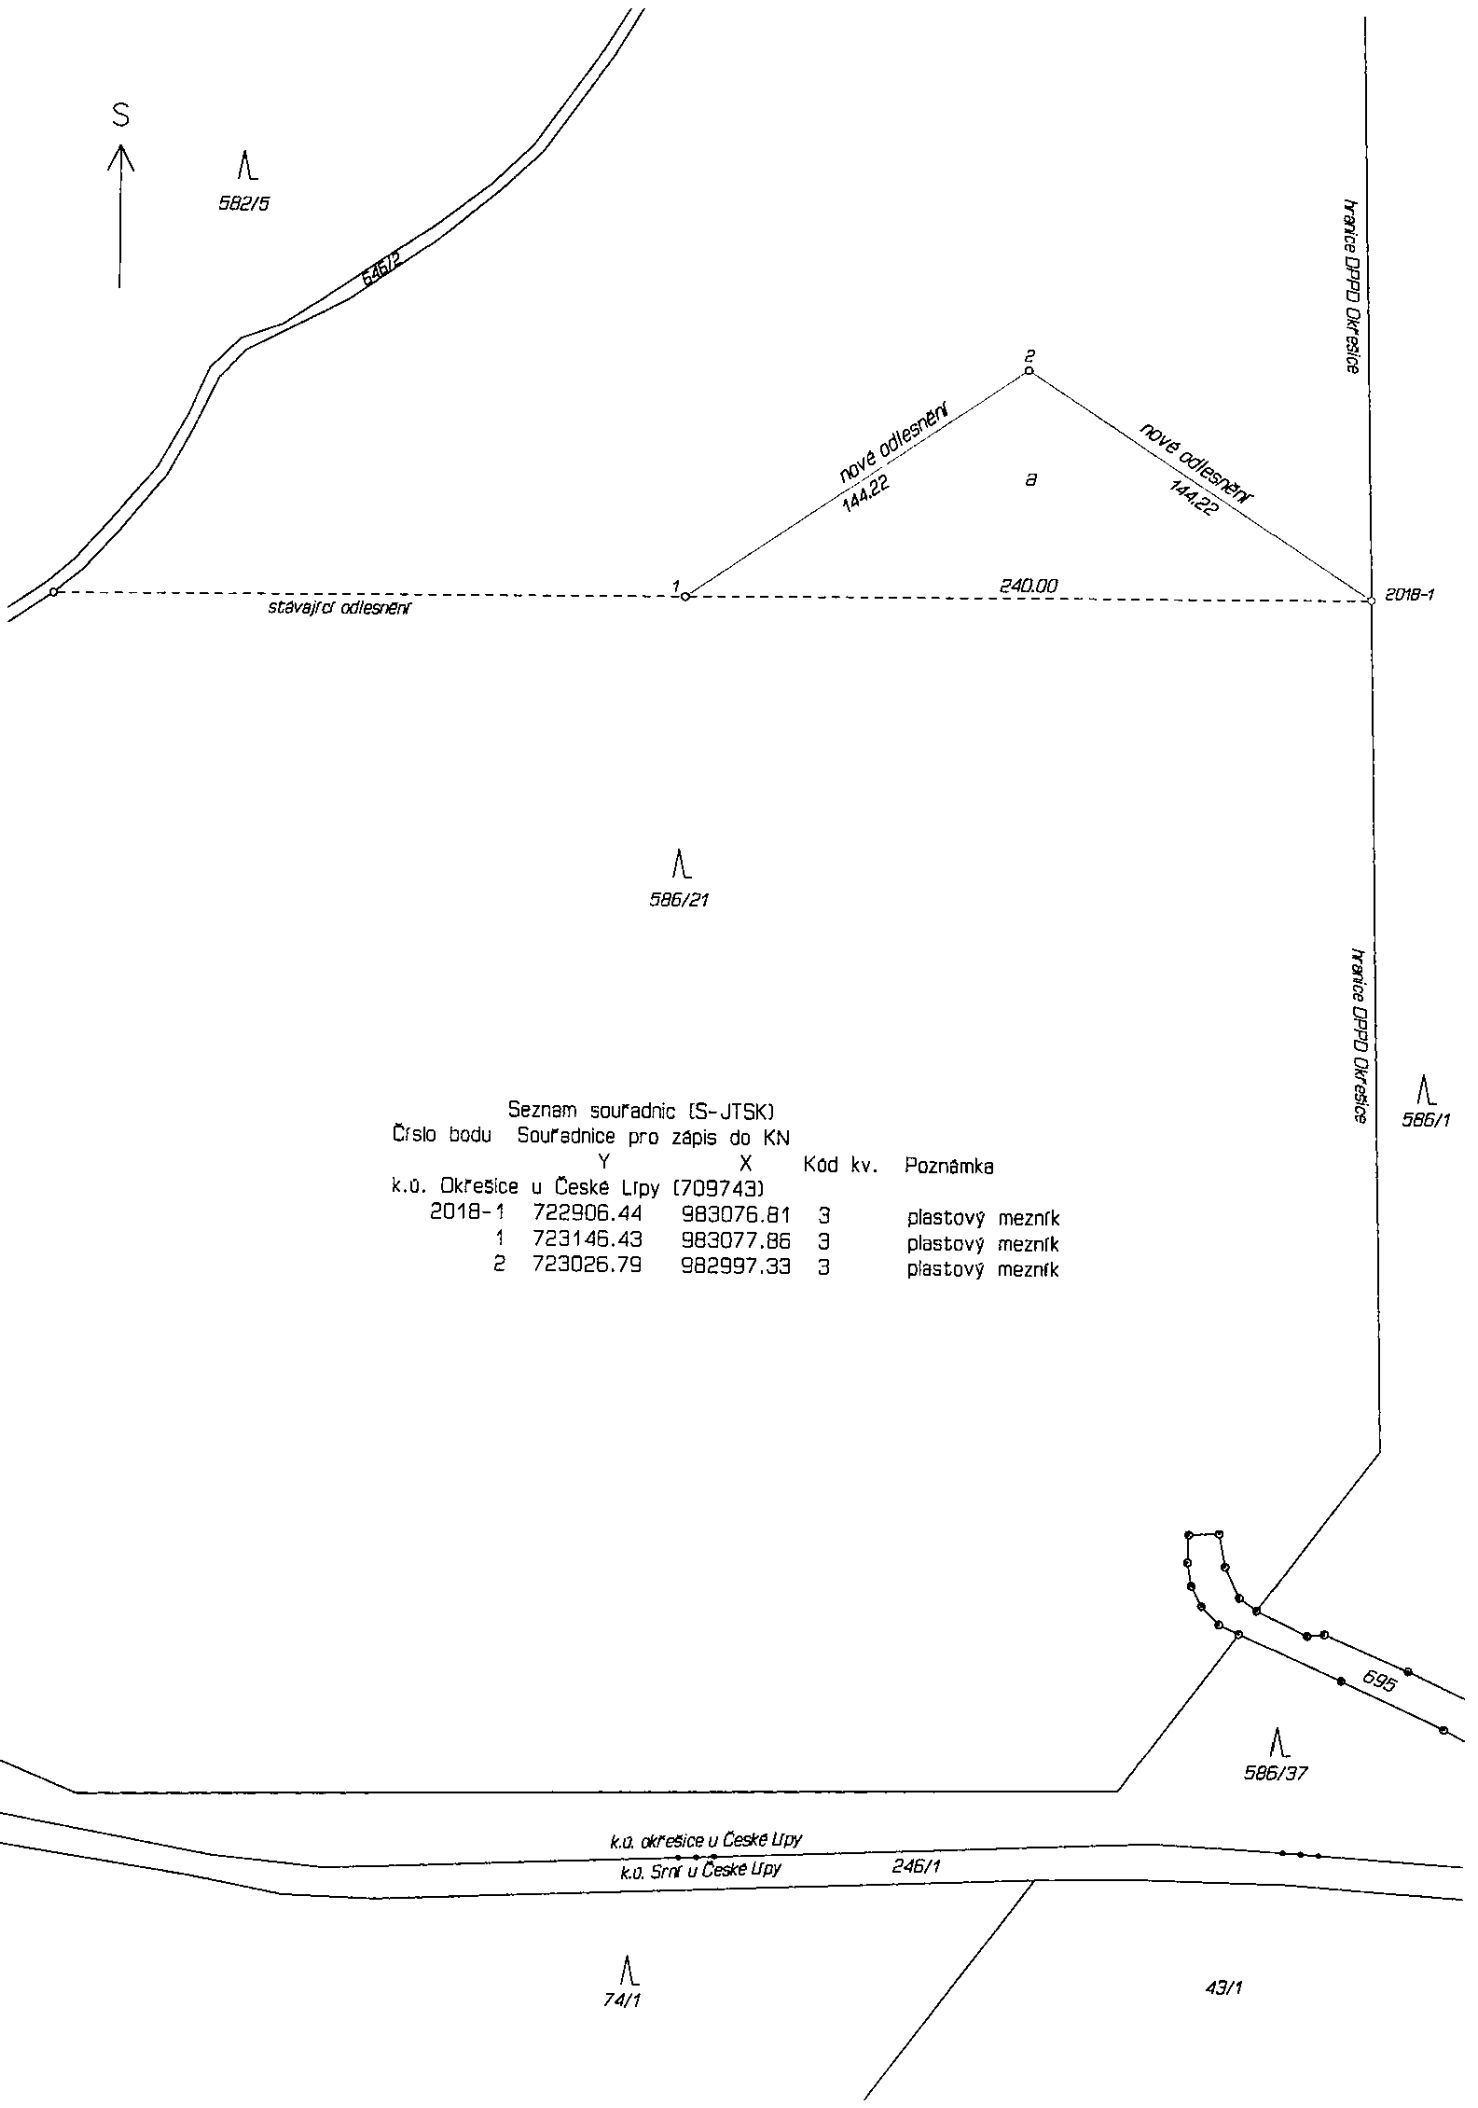 S
582/5
646/2
hranice DPPD Okřešice
2
nové odlesnění
144.22
nové odlesnění
144.22
a
1
240.00
2018-1
stávající odlesnění
586/21
hranice DPPD Okřešice
586/1
Seznam souřadnic (S-JTSK)
Číslo bodu Souřadnice pro zápis do KN
Y X Kód kv. Poznámka
k.ú. Okřešice u České Lípy (709743)
2018-1 722906.44 983076.81 3 plastový mezník
1 723146.43 983077.86 3 plastový mezník
2 723026.79 982997.33 3 plastový mezník
695
586/37
k.ú. okřešice u České Lípy
k.ú. Srní u České Lípy
246/1
74/1
43/1